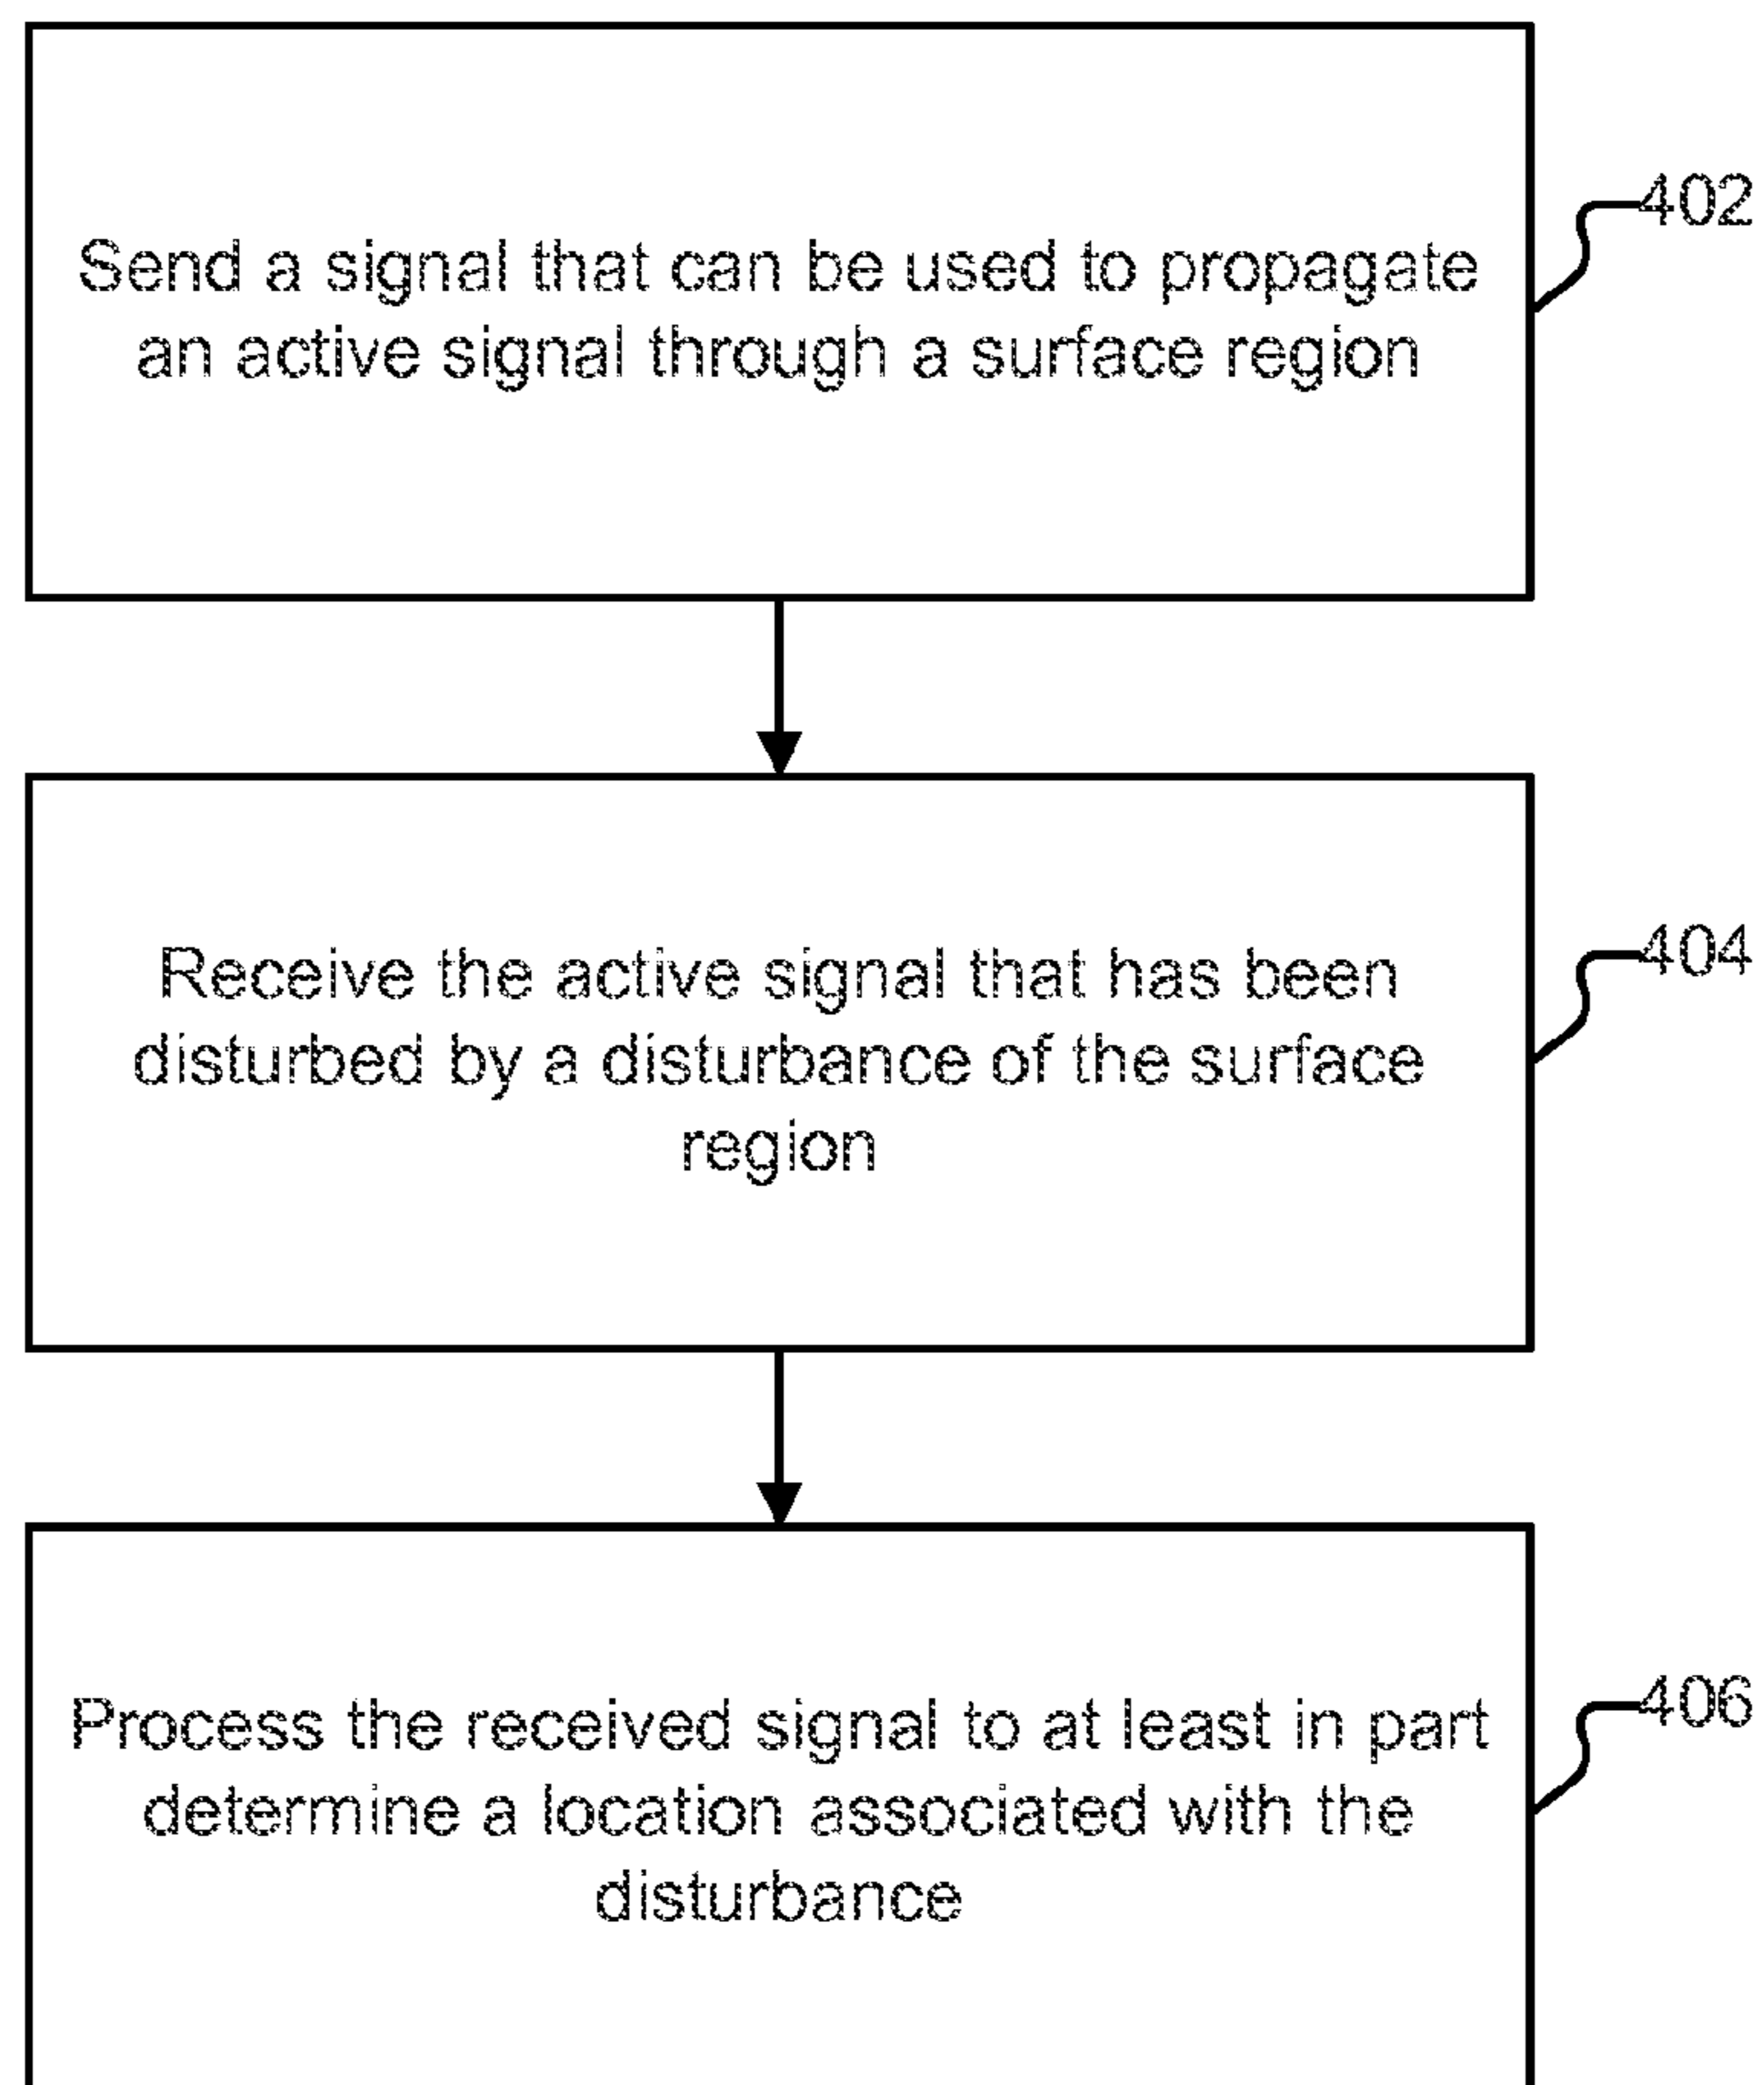 Send a signal that can be used to propagate
an active signal through a surface region
402
Receive the active signal that has been
disturbed by a disturbance of the surface
region
404
Process the received signal to at least in part
determine a location associated with the
disturbance
406